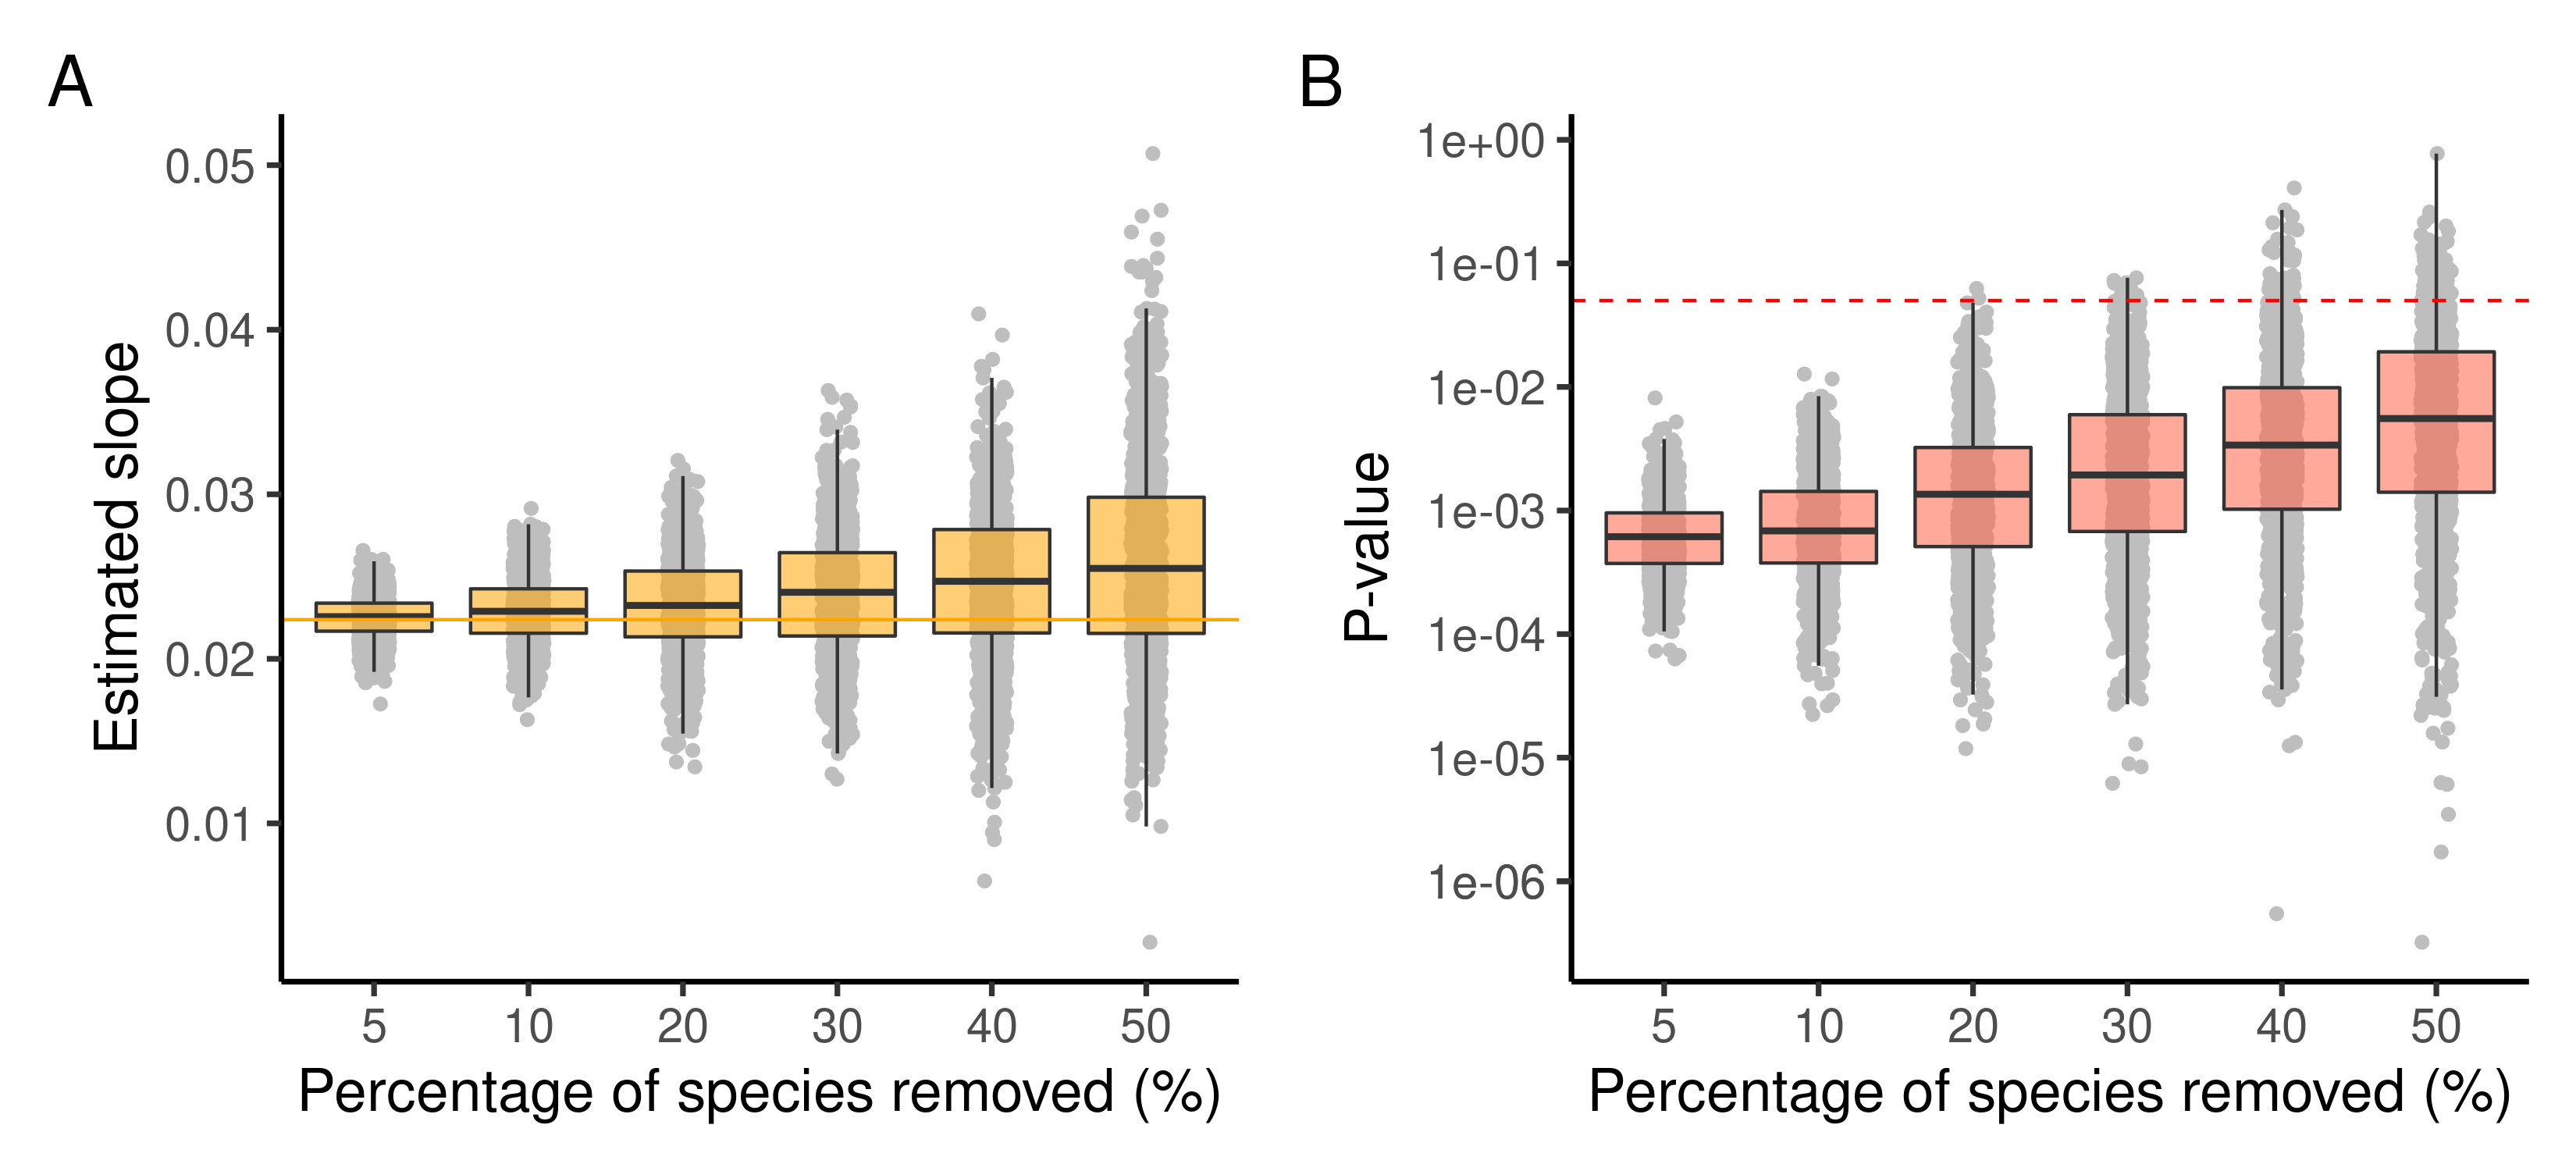 A
B
Estimated slope
0.05
0.04
0.03
0.02
0.01
5 10 20 30 40 50
Percentage of species removed (%)
P-value
1e+00
1e-01
1e-02
1e-03
1e-04
1e-05
1e-06
5 10 20 30 40 50
Percentage of species removed (%)